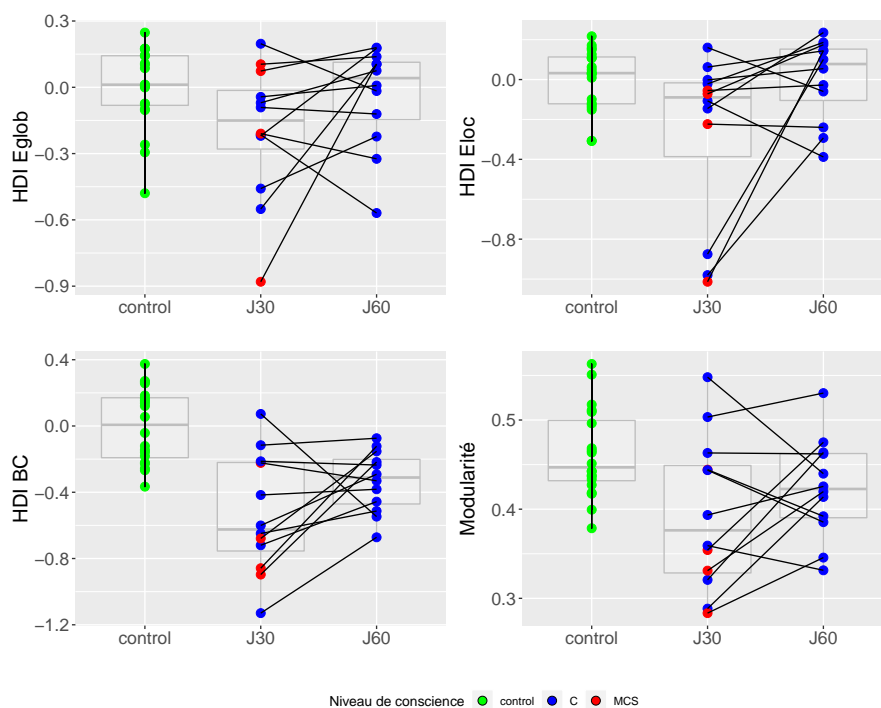 HDI Eglob
0.3
0.0
−0.3
−0.6
−0.9
control
J30
J60
HDI Eloc
0.0
−0.4
−0.8
control
J30
J60
HDI BC
0.4
0.0
−0.4
−0.8
−1.2
control
J30
J60
Modularité
0.5
0.4
0.3
control
J30
J60
Niveau de conscience control C MCS